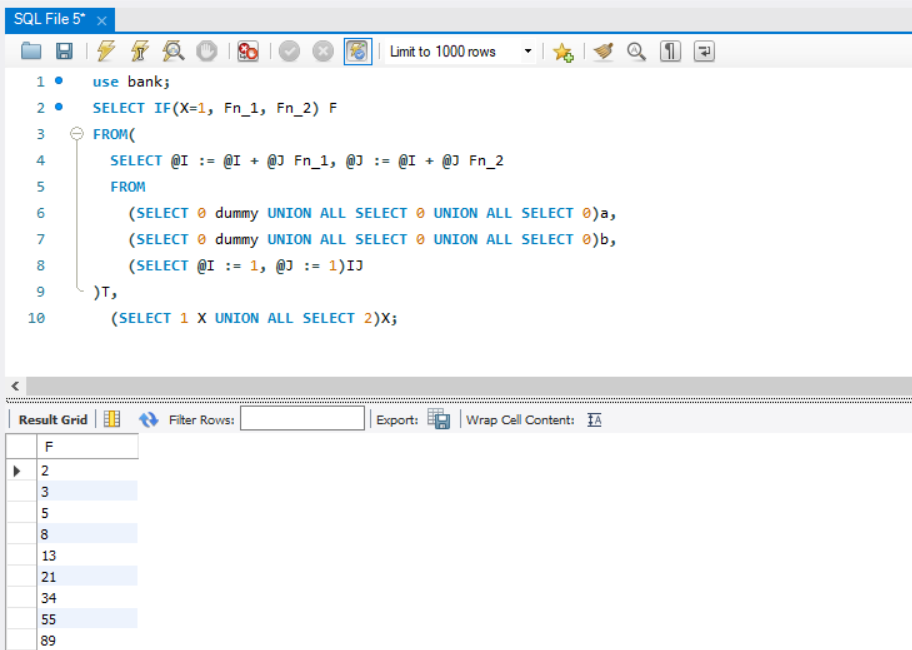 SQL File 5*
Limit to 1000 rows
1 use bank;
2 SELECT IF(X=1, Fn_1, Fn_2) F
3 FROM(
4 SELECT @I := @I + @J Fn_1, @J := @I + @J Fn_2
5 FROM
6 (SELECT 0 dummy UNION ALL SELECT 0 UNION ALL SELECT 0)a,
7 (SELECT 0 dummy UNION ALL SELECT 0 UNION ALL SELECT 0)b,
8 (SELECT @I := 1, @J := 1)IJ
9 )T,
10 (SELECT 1 X UNION ALL SELECT 2)X;
Result Grid Filter Rows: Export: Wrap Cell Content: IA
F
2
3
5
8
13
21
34
55
89